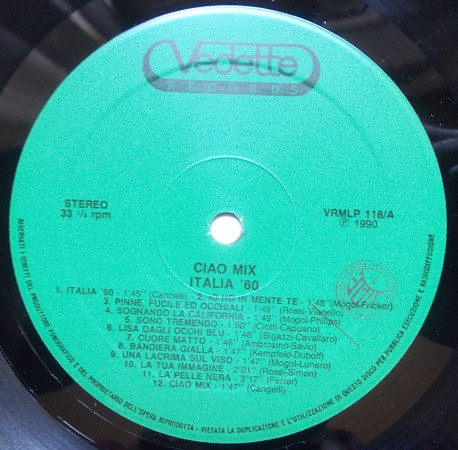 Vedette
RECORDS
STEREO
33 1/3 rpm
VRMLP 118/A
℗ 1990
CIAO MIX
ITALIA '60
1. ITALIA '60 - 1'45" (Cancelli) - 2. IO HO IN MENTE TE - 1'48" (Mogol-Fricker)
3. PINNE, FUCILE ED OCCHIALI - 1'48" (Rossi-Vianello)
4. SOGNANDO LA CALIFORNIA - 1'49" (Mogol-Philips)
5. SONO TREMENDO - 1'50" (Ciotti-Capuano)
6. LISA DAGLI OCCHI BLU - 1'48" (Bigazzi-Cavallaro)
7. CUORE MATTO - 1'46" (Ambrosino-Savio)
8. BANDIERA GIALLA - 1'47" (Kempfeld-Duboff)
9. UNA LACRIMA SUL VISO - 1'47" (Mogol-Lunero)
10. LA TUA IMMAGINE - 2'01" (Rossi-Simon)
11. LA PELLE NERA - 2'17" (Ferrer)
12. CIAO MIX - 1'47" (Cangelli)
RISERVATI I DIRITTI DEL PRODUTTORE FONOGRAFICO E DEL PROPRIETARIO DELL'OPERA RIPRODOTTA - VIETATA LA DUPLICAZIONE E L'UTILIZZAZIONE DI QUESTO DISCO PER PUBBLICA ESECUZIONE E RADIODIFFUSIONE